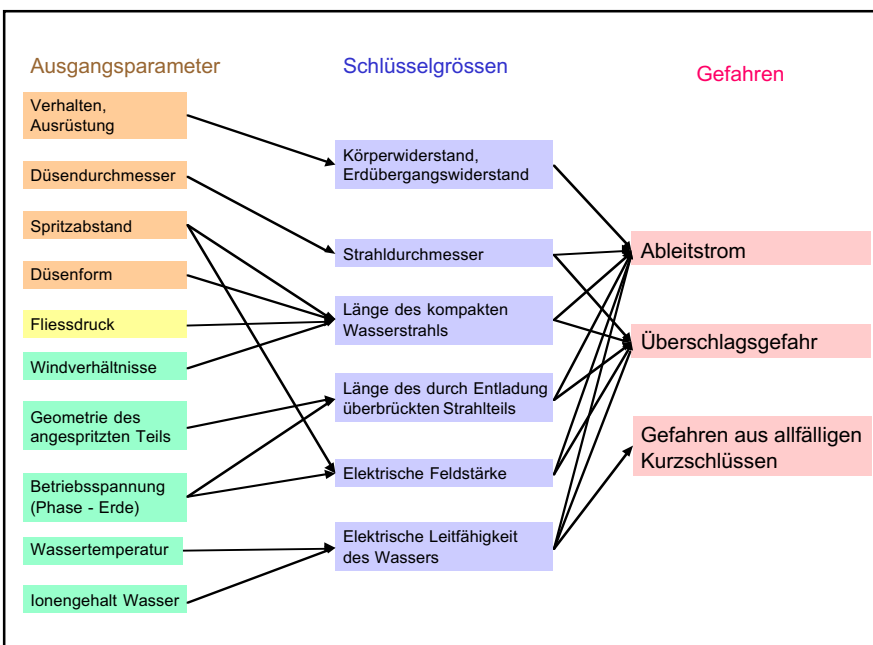 Ausgangsparameter
Verhalten,
Ausrüstung
Düsendurchmesser
Spritzabstand
Düsenform
Fliessdruck
Windverhältnisse
Geometrie des
angespritzten Teils
Betriebsspannung
(Phase - Erde)
Wassertemperatur
Ionengehalt Wasser
Schlüsselgrössen
Körperwiderstand,
Erdübergangswiderstand
Strahldurchmesser
Länge des kompakten
Wasserstrahls
Länge des durch Entladung
überbrückten Strahlteils
Elektrische Feldstärke
Elektrische Leitfähigkeit
des Wassers
Gefahren
Ableitstrom
Überschlagsgefahr
Gefahren aus allfälligen
Kurzschlüssen